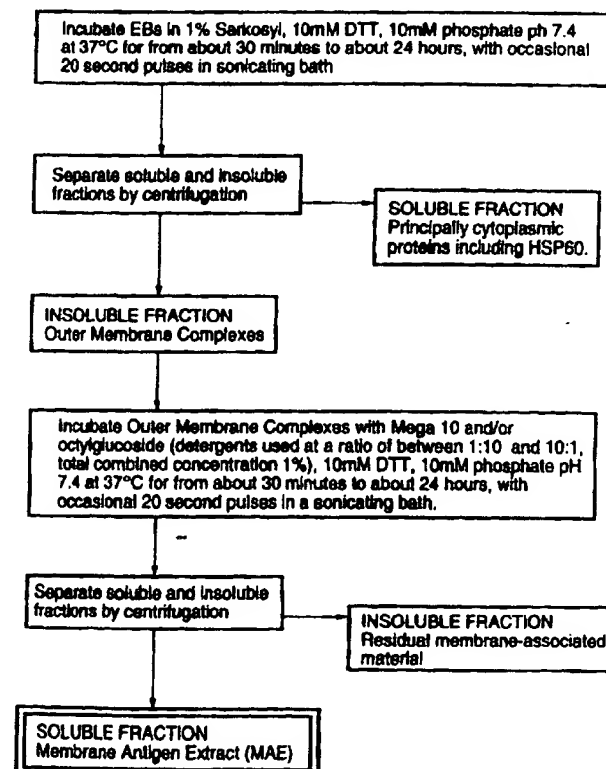 Incubate EBs in 1% Sarkosyl, 10mM DTT, 10mM phosphate ph 7.4
at 37°C for from about 30 minutes to about 24 hours, with occasional
20 second pulses in sonicating bath
Separate soluble and insoluble
fractions by centrifugation
SOLUBLE FRACTION
Principally cytoplasmic
proteins including HSP60.
INSOLUBLE FRACTION
Outer Membrane Complexes
Incubate Outer Membrane Complexes with Mega 10 and/or
octylglucoside (detergents used at a ratio of between 1:10 and 10:1,
total combined concentration 1%), 10mM DTT, 10mM phosphate pH
7.4 at 37°C for from about 30 minutes to about 24 hours, with
occasional 20 second pulses in a sonicating bath.
Separate soluble and insoluble
fractions by centrifugation
INSOLUBLE FRACTION
Residual membrane-associated
material
SOLUBLE FRACTION
Membrane Antigen Extract (MAE)